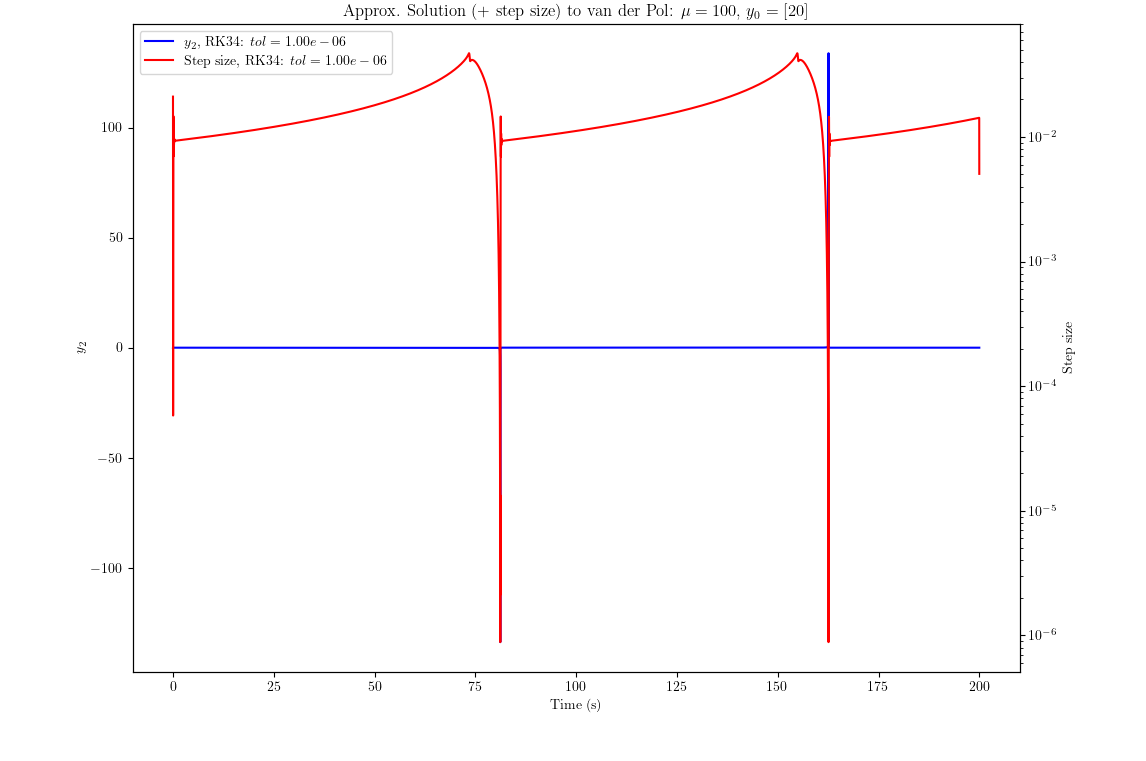 Approx. Solution (+ step size) to van der Pol: μ = 100, y₀ = [20]
y₂, RK34: tol = 1.00e − 06
Step size, RK34: tol = 1.00e − 06
100
50
0
−50
−100
y₂
10⁻²
10⁻³
10⁻⁴
10⁻⁵
10⁻⁶
Step size
0 25 50 75 100 125 150 175 200
Time (s)